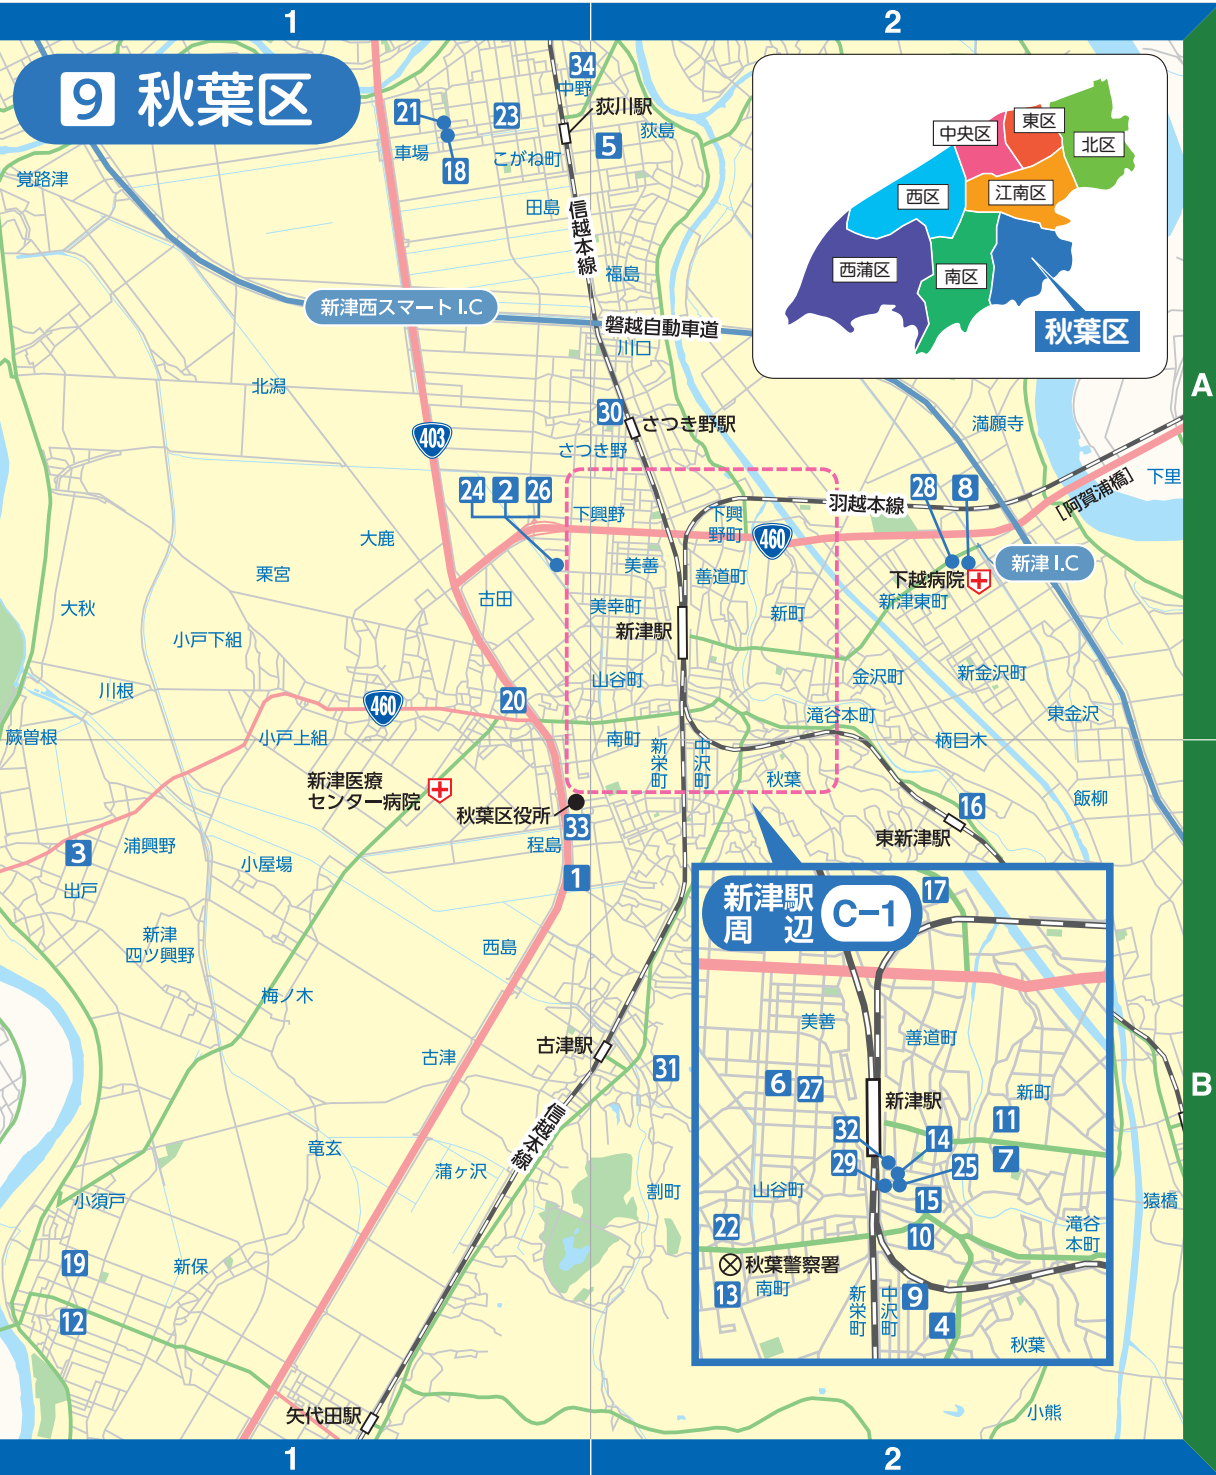 1
2
9 秋葉区
34
中野
荻川駅
21
23
荻島
5
車場
こがね町
18
覚路津
田島
信越本線
福島
新津西スマートI.C
磐越自動車道
川口
中央区
東区
北区
西区
江南区
西蒲区
南区
秋葉区
A
北潟
30
さつき野駅
満願寺
403
さつき野
下里
24
2
26
28
8
[阿賀浦橋]
羽越本線
下興野
下興
野町
460
大鹿
美善
善道町
新津I.C
栗宮
下越病院
新津東町
古田
大秋
美幸町
新町
新津駅
小戸下組
山谷町
金沢町
新金沢町
川根
20
460
滝谷本町
東金沢
蕨曽根
小戸上組
南町
新栄町
中沢町
柄目木
秋葉
新津医療
センター病院
飯柳
16
秋葉区役所
33
東新津駅
3
浦興野
程島
小屋場
1
出戸
新津駅
周辺
C-1
17
新津
四ツ興野
西島
梅ノ木
美善
善道町
古津駅
古津
31
6
27
新町
B
新津駅
11
32
14
信越本線
竜玄
29
25
7
蒲ヶ沢
割町
山谷町
15
小須戸
猿橋
22
10
滝谷
本町
19
新保
秋葉警察署
13
南町
新栄町
中沢町
9
12
4
秋葉
矢代田駅
小熊
1
2